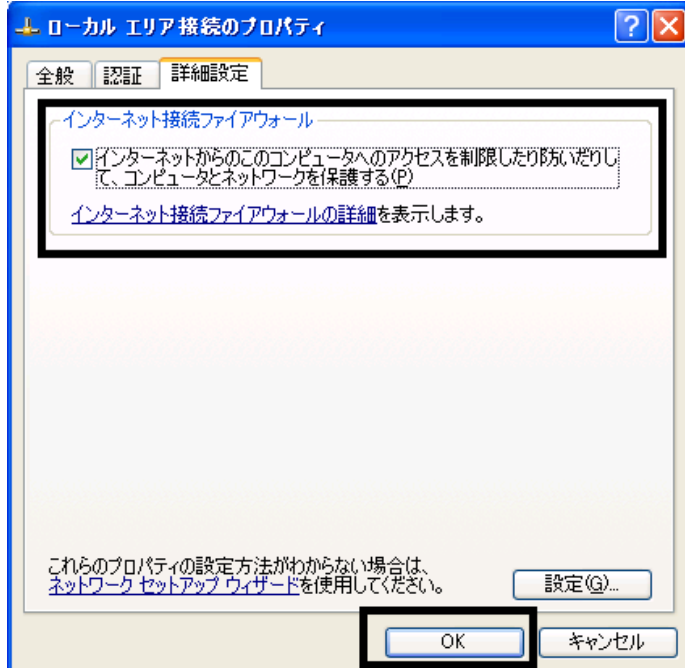 ローカル エリア接続のプロパティ
全般
認証
詳細設定
インターネット接続ファイアウォール
インターネットからのこのコンピュータへのアクセスを制限したり防いだりし
て、コンピュータとネットワークを保護する(P)
インターネット接続ファイアウォールの詳細を表示します。
これらのプロパティの設定方法がわからない場合は、
ネットワーク セットアップ ウィザードを使用してください。
設定(G)...
OK
キャンセル